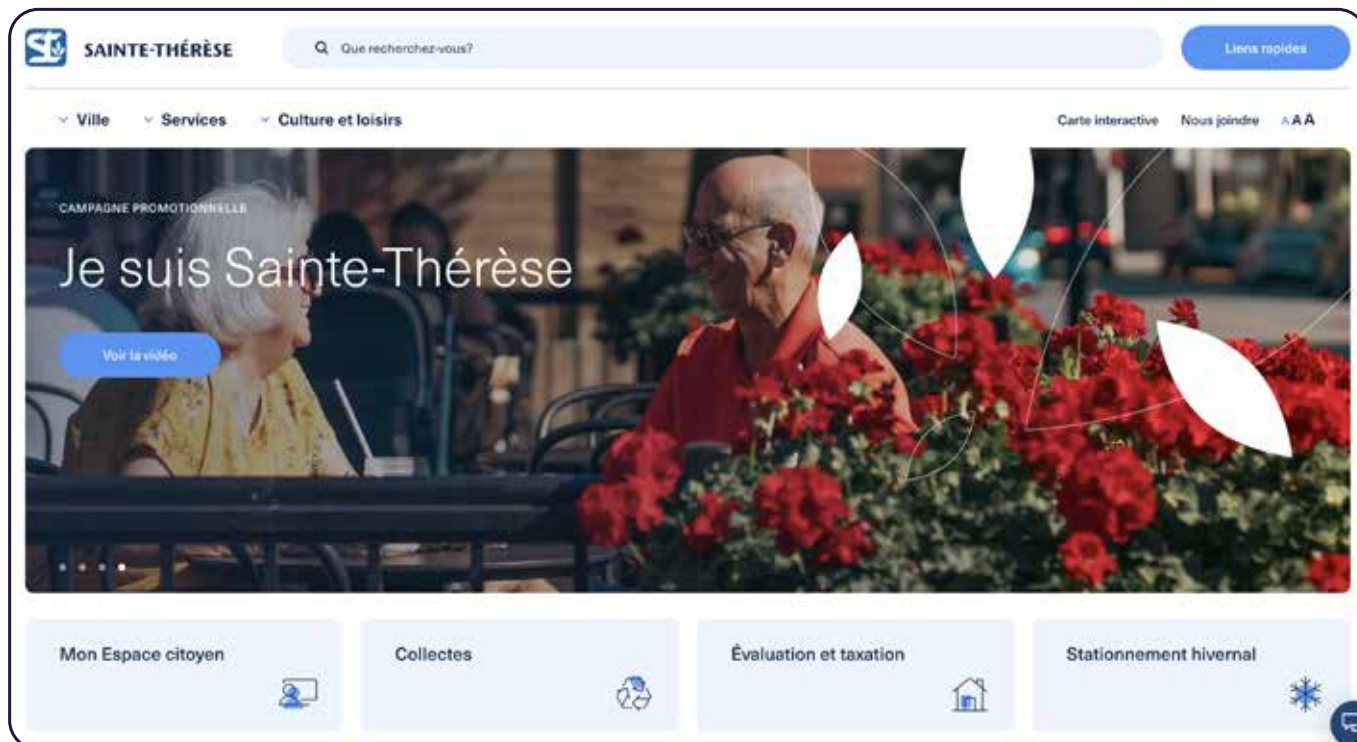 SAINTE-THÉRÈSE
Que recherchez-vous?
Liens rapides
Ville Services Culture et loisirs
Carte interactive Nous joindre A A A
CAMPAGNE PROMOTIONNELLE
Je suis Sainte-Thérèse
Voir la vidéo
Mon Espace citoyen
Collectes
Évaluation et taxation
Stationnement hivernal